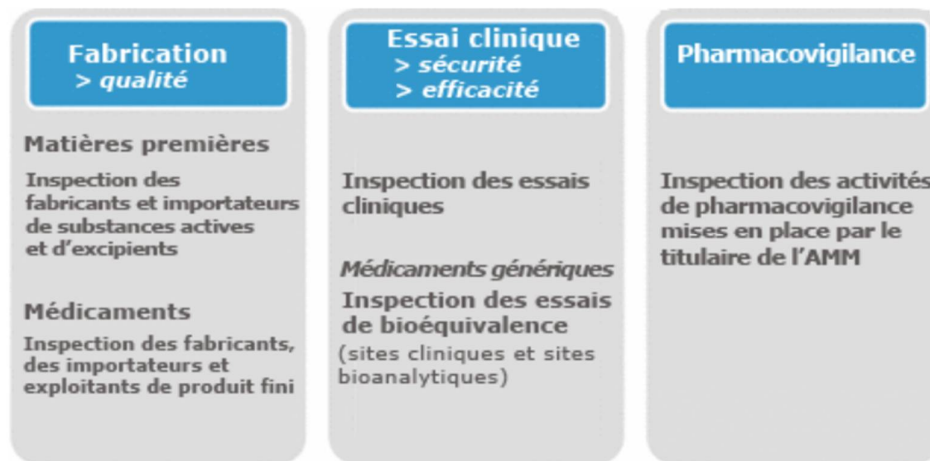 Fabrication
> qualité
Matières premières
Inspection des
fabricants et importateurs
de substances actives
et d’excipients
Médicaments
Inspection des fabricants,
des importateurs et
exploitants de produit fini
Essai clinique
> sécurité
> efficacité
Inspection des essais
cliniques
Médicaments génériques
Inspection des essais
de bioéquivalence
(sites cliniques et sites
bioanalytiques)
Pharmacovigilance
Inspection des activités
de pharmacovigilance
mises en place par le
titulaire de l’AMM